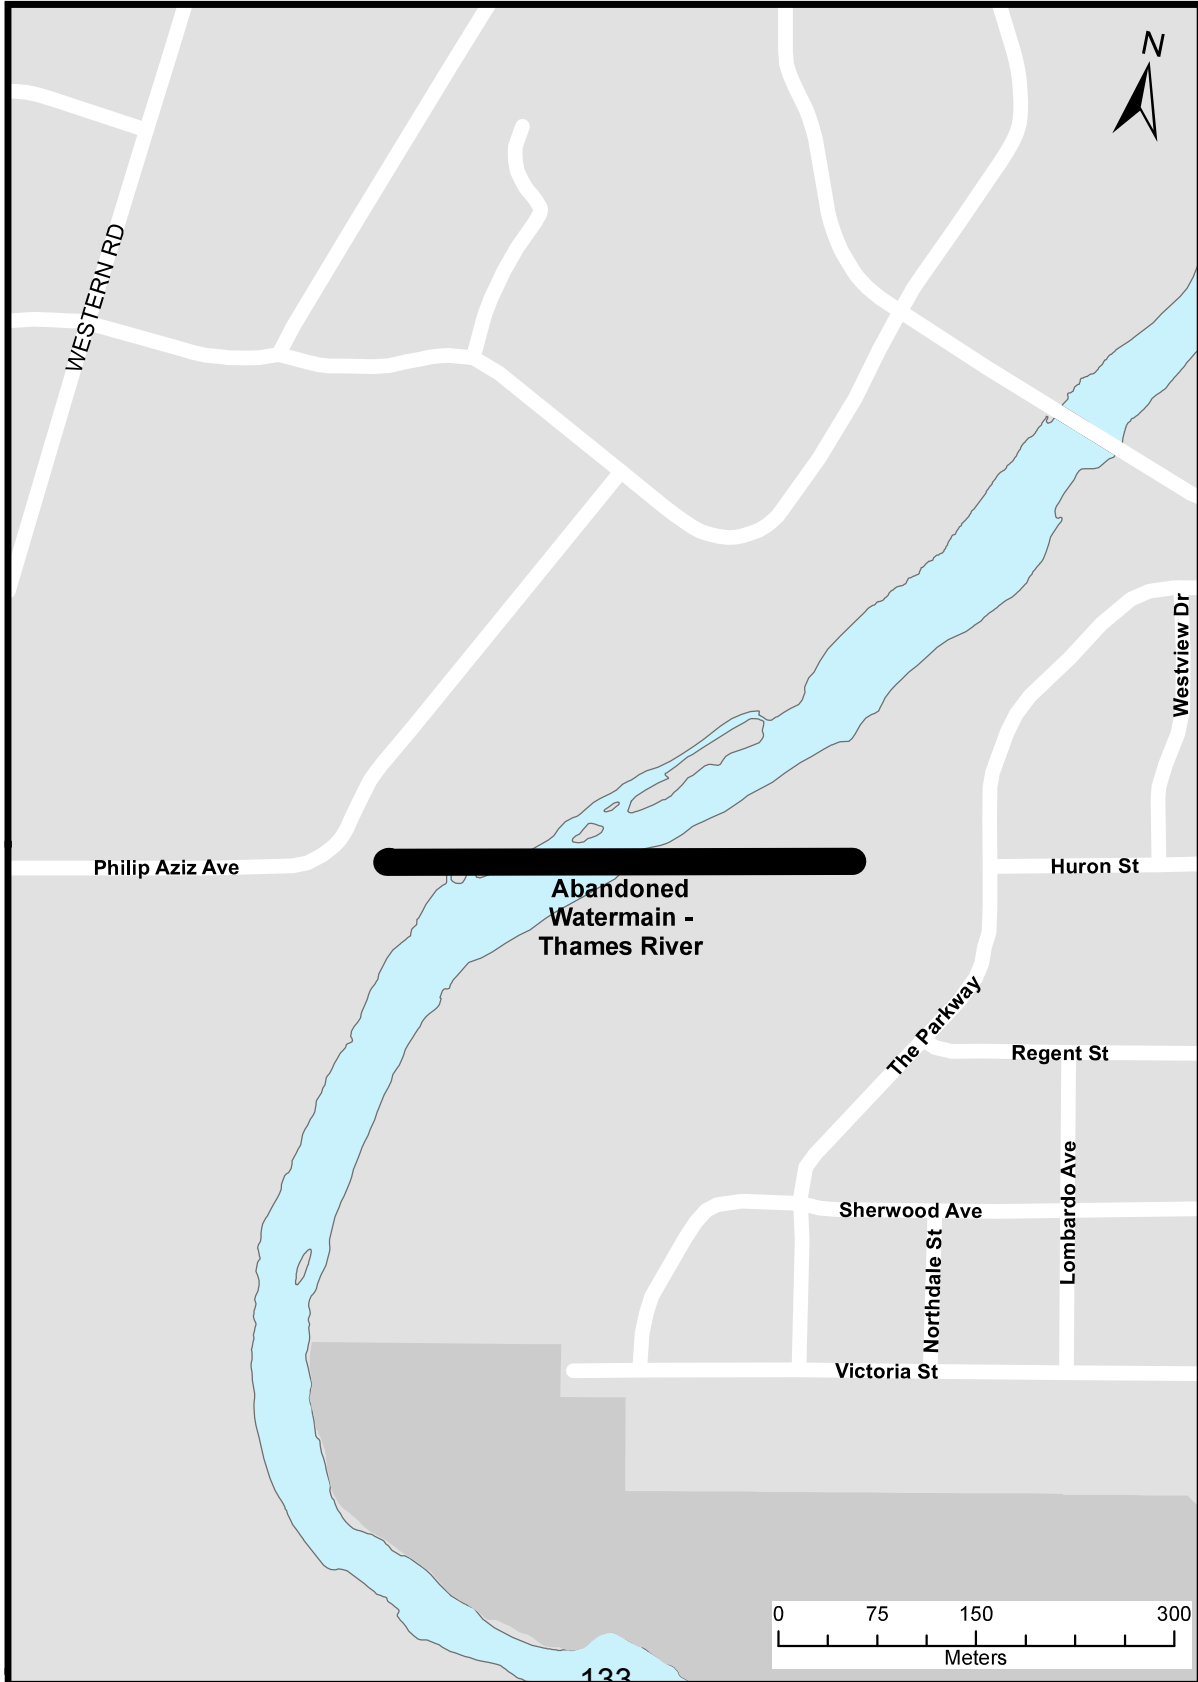 N
WESTERN RD
Westview Dr
Philip Aziz Ave
Huron St
Abandoned
Watermain -
Thames River
The Parkway
Regent St
Lombardo Ave
Sherwood Ave
Northdale St
Victoria St
0 75 150 300
Meters
133